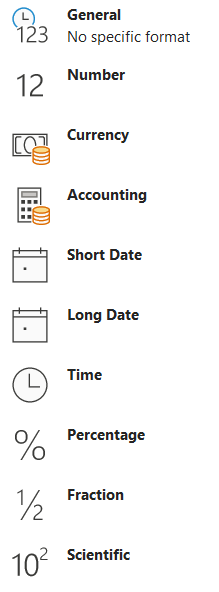 123
General
No specific format
12
Number
Currency
Accounting
Short Date
Long Date
Time
%
Percentage
½
Fraction
10²
Scientific